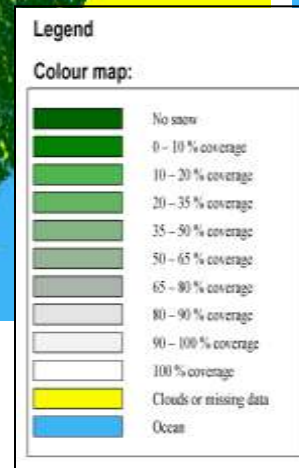 Legend
Colour map:
No snow
0 – 10 % coverage
10 – 20 % coverage
20 – 35 % coverage
35 – 50 % coverage
50 – 65 % coverage
65 – 80 % coverage
80 – 90 % coverage
90 – 100 % coverage
100 % coverage
Clouds or missing data
Ocean